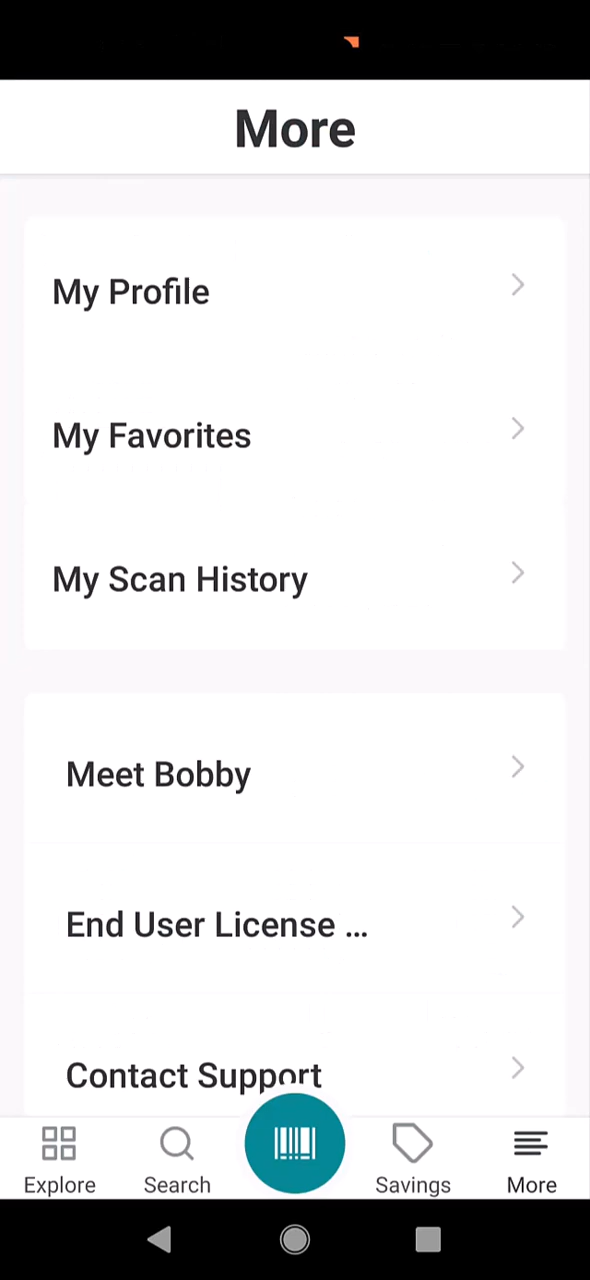 More
My Profile
My Favorites
My Scan History
Meet Bobby
End User License ...
Contact Support
Explore
Search
Savings
More